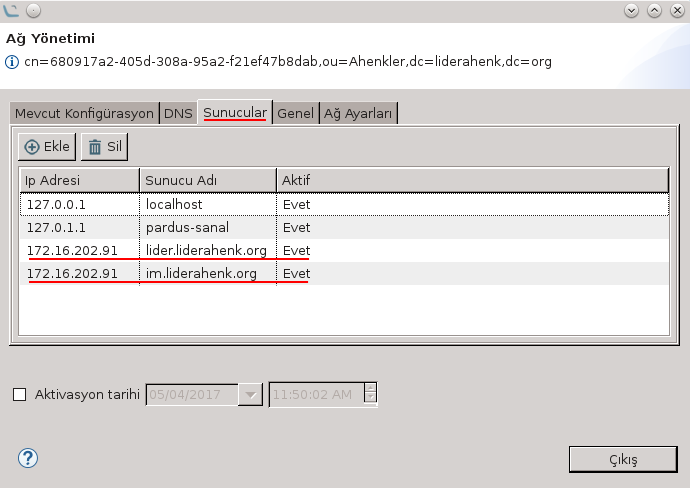 Ağ Yönetimi
cn=680917a2-405d-308a-95a2-f21ef47b8dab,ou=Ahenkler,dc=liderahenk,dc=org
Mevcut Konfigürasyon DNS Sunucular Genel Ağ Ayarları
Ekle Sil
Ip Adresi Sunucu Adı Aktif
127.0.0.1 localhost Evet
127.0.1.1 pardus-sanal Evet
172.16.202.91 lider.liderahenk.org Evet
172.16.202.91 im.liderahenk.org Evet
Aktivasyon tarihi 05/04/2017 11:50:02 AM
Çıkış